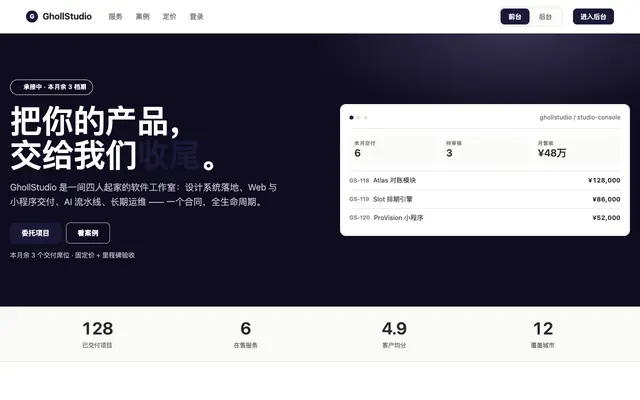 G GhollStudio 服务 案例 定价 登录 前台 后台 进入后台
承接中 · 本月余 3 档期
把你的产品，
交给我们收尾。
GhollStudio 是一间四人起家的软件工作室：设计系统落地、Web 与
小程序交付、AI 流水线、长期运维 —— 一个合同，全生命周期。
委托项目 看案例
本月余 3 个交付席位 · 固定价 + 里程碑验收
ghollstudio / studio-console
本月交付 待审稿 月营收
6 3 ¥48万
GS-118 Atlas 对账模块 ¥128,000
GS-119 Slot 排期引擎 ¥86,000
GS-120 ProVision 小程序 ¥52,000
128 6 4.9 12
已交付项目 在售服务 客户均分 覆盖城市